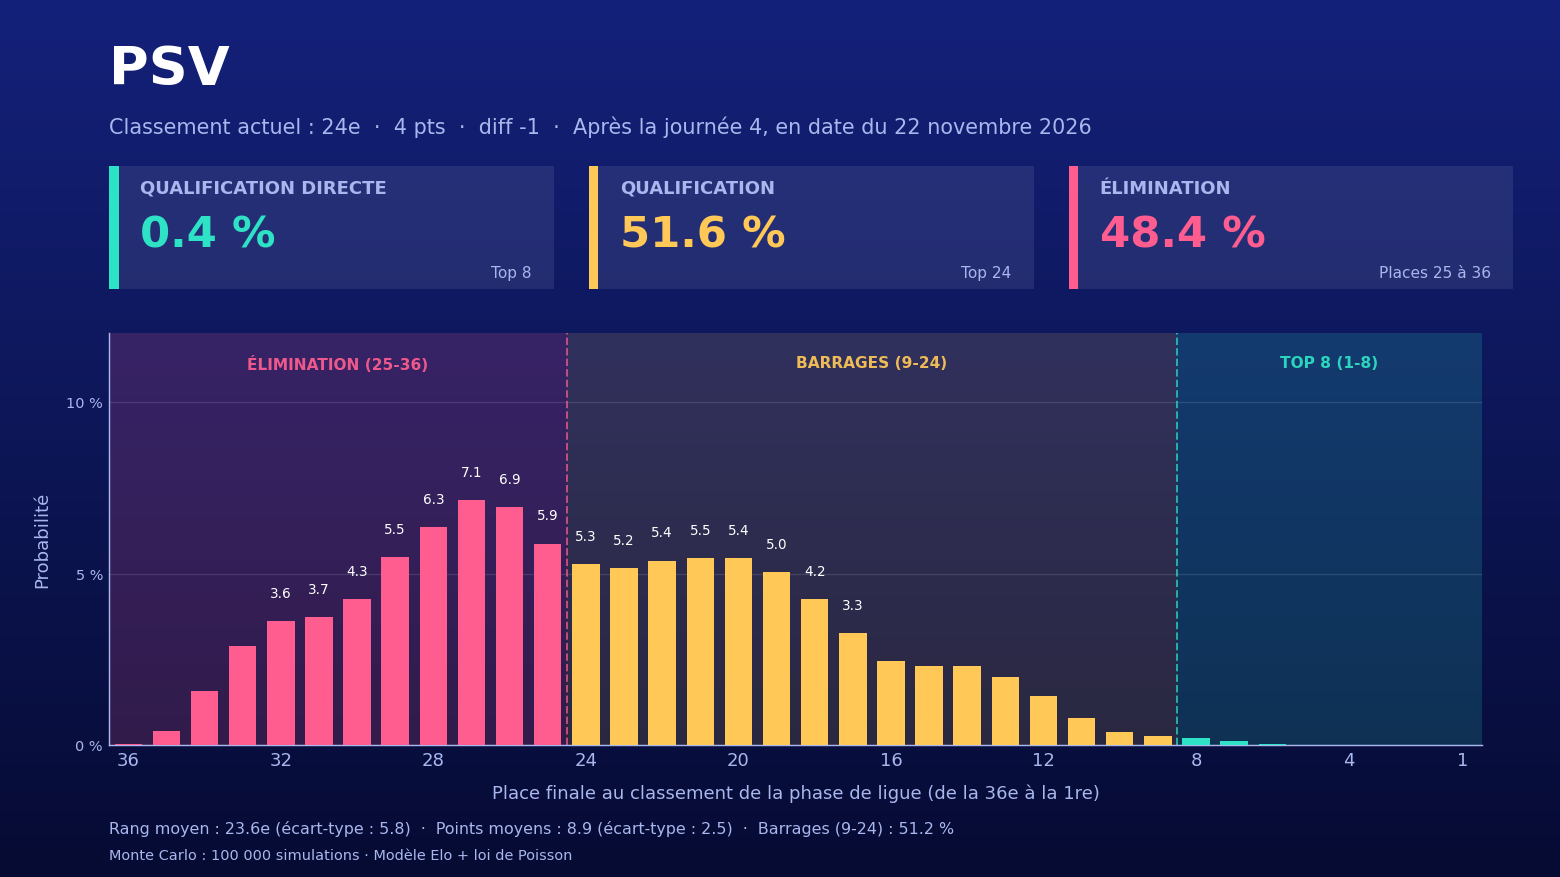 PSV
Classement actuel : 24e · 4 pts · diff -1 · Après la journée 4, en date du 22 novembre 2026
QUALIFICATION DIRECTE
0.4 %
Top 8
QUALIFICATION
51.6 %
Top 24
ÉLIMINATION
48.4 %
Places 25 à 36
ÉLIMINATION (25-36)
BARRAGES (9-24)
TOP 8 (1-8)
Probabilité
10 %
5 %
0 %
3.6 3.7 4.3 5.5 6.3 7.1 6.9 5.9 5.3 5.2 5.4 5.5 5.4 5.0 4.2 3.3
36 32 28 24 20 16 12 8 4 1
Place finale au classement de la phase de ligue (de la 36e à la 1re)
Rang moyen : 23.6e (écart-type : 5.8) · Points moyens : 8.9 (écart-type : 2.5) · Barrages (9-24) : 51.2 %
Monte Carlo : 100 000 simulations · Modèle Elo + loi de Poisson